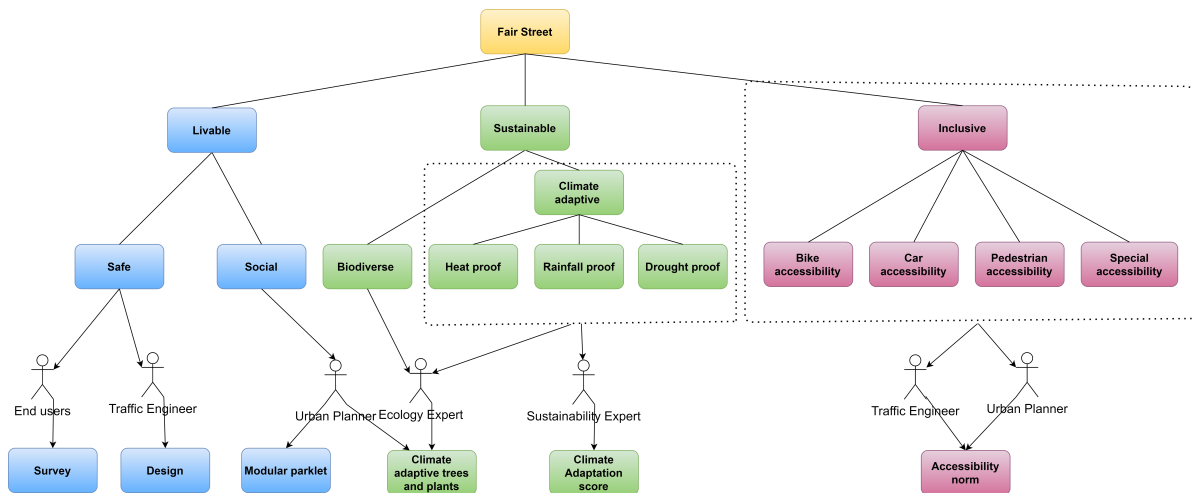 Fair Street
Livable
Sustainable
Inclusive
Climate
adaptive
Safe
Social
Biodiverse
Heat proof
Rainfall proof
Drought proof
Bike
accessibility
Car
accessibility
Pedestrian
accessibility
Special
accessibility
End users
Traffic Engineer
Urban Planner
Ecology Expert
Sustainability Expert
Traffic Engineer
Urban Planner
Survey
Design
Modular parklet
Climate
adaptive trees
and plants
Climate
Adaptation
score
Accessibility
norm